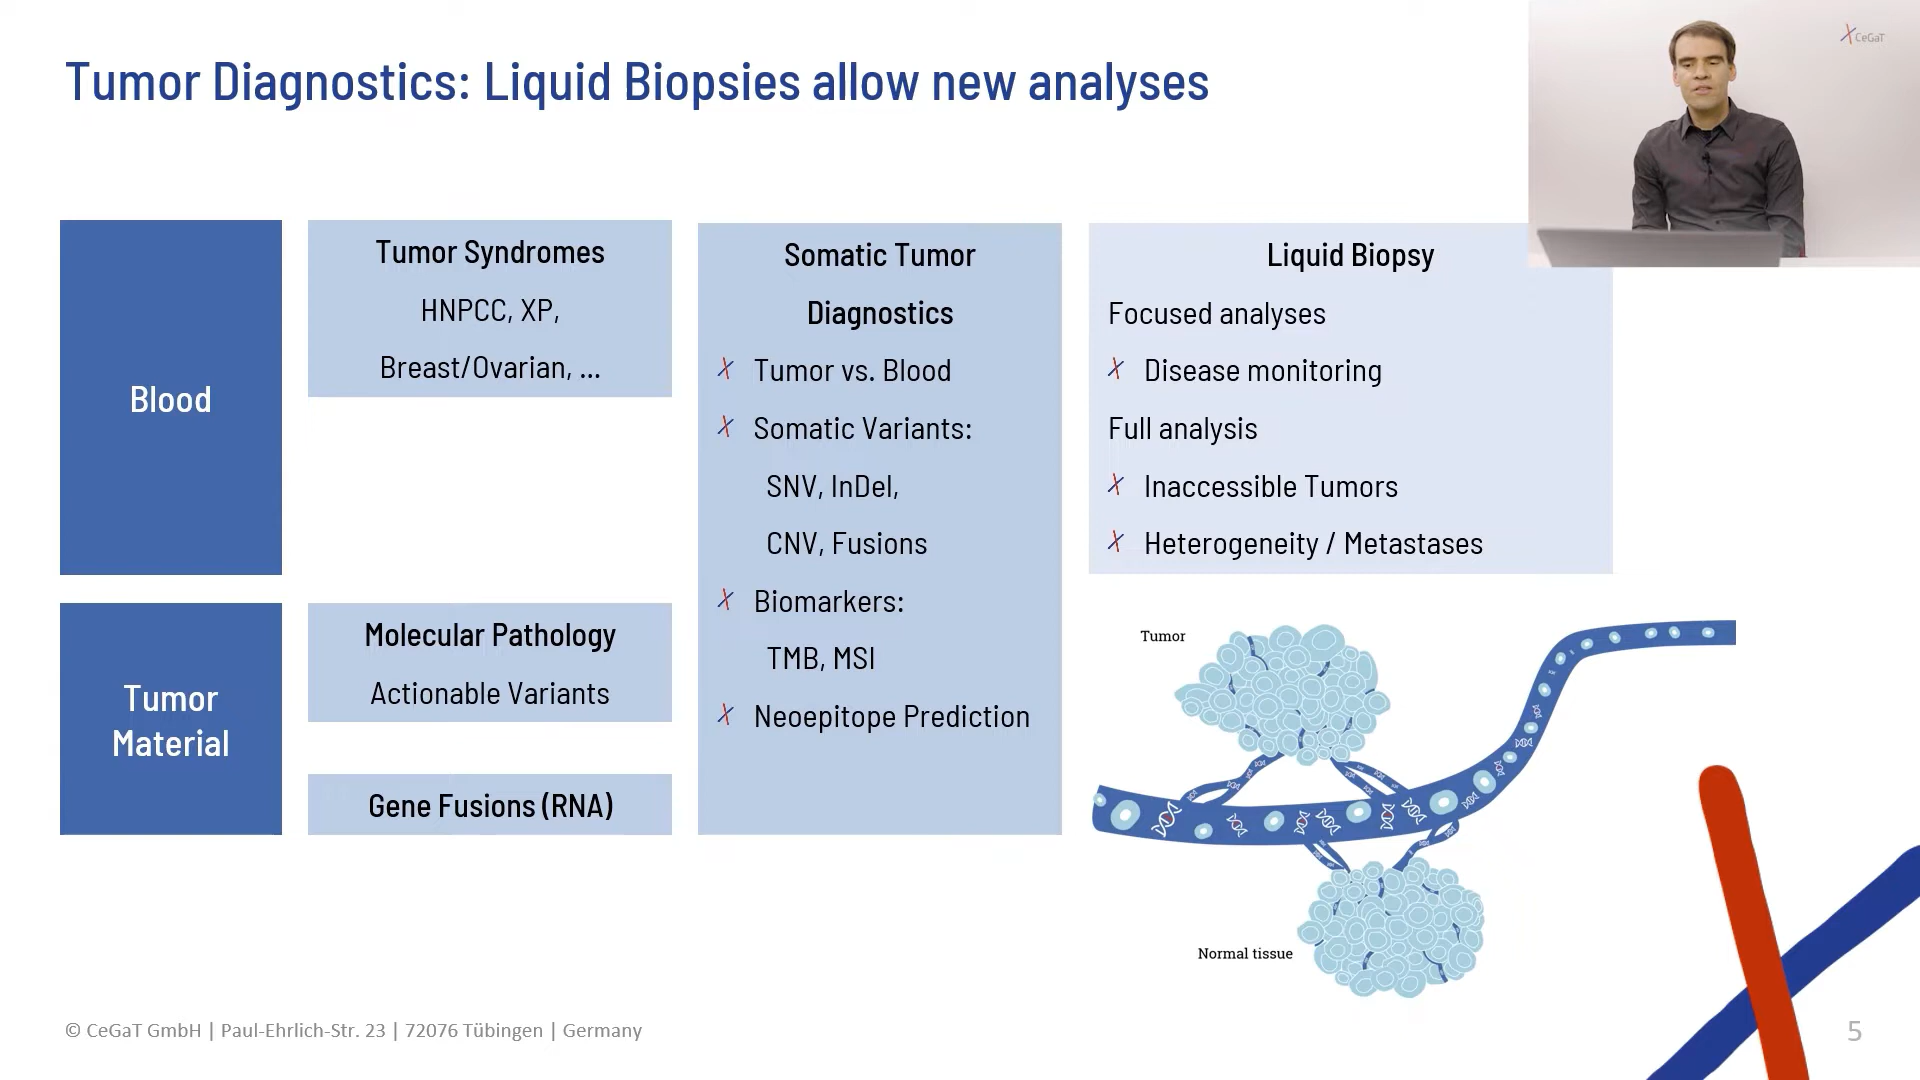 Tumor Diagnostics: Liquid Biopsies allow new analyses
CeGaT
Blood
Tumor Syndromes
HNPCC, XP,
Breast/Ovarian, ...
Tumor
Material
Molecular Pathology
Actionable Variants
Gene Fusions (RNA)
Somatic Tumor
Diagnostics
Tumor vs. Blood
Somatic Variants:
SNV, InDel,
CNV, Fusions
Biomarkers:
TMB, MSI
Neoepitope Prediction
Liquid Biopsy
Focused analyses
Disease monitoring
Full analysis
Inaccessible Tumors
Heterogeneity / Metastases
Tumor
Normal tissue
© CeGaT GmbH | Paul-Ehrlich-Str. 23 | 72076 Tübingen | Germany
5